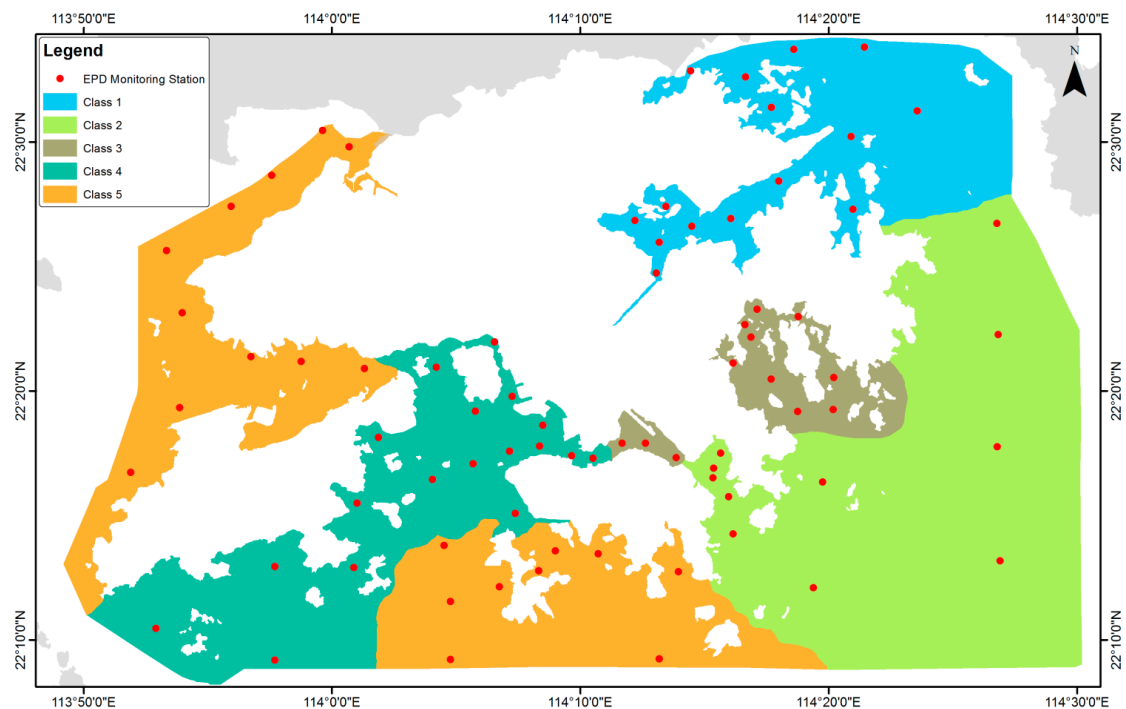 113°50'0"E 114°0'0"E 114°10'0"E 114°20'0"E 114°30'0"E
Legend
EPD Monitoring Station
Class 1
Class 2
Class 3
Class 4
Class 5
N
22°30'0"N 22°30'0"N
22°20'0"N 22°20'0"N
22°10'0"N 22°10'0"N
113°50'0"E 114°0'0"E 114°10'0"E 114°20'0"E 114°30'0"E